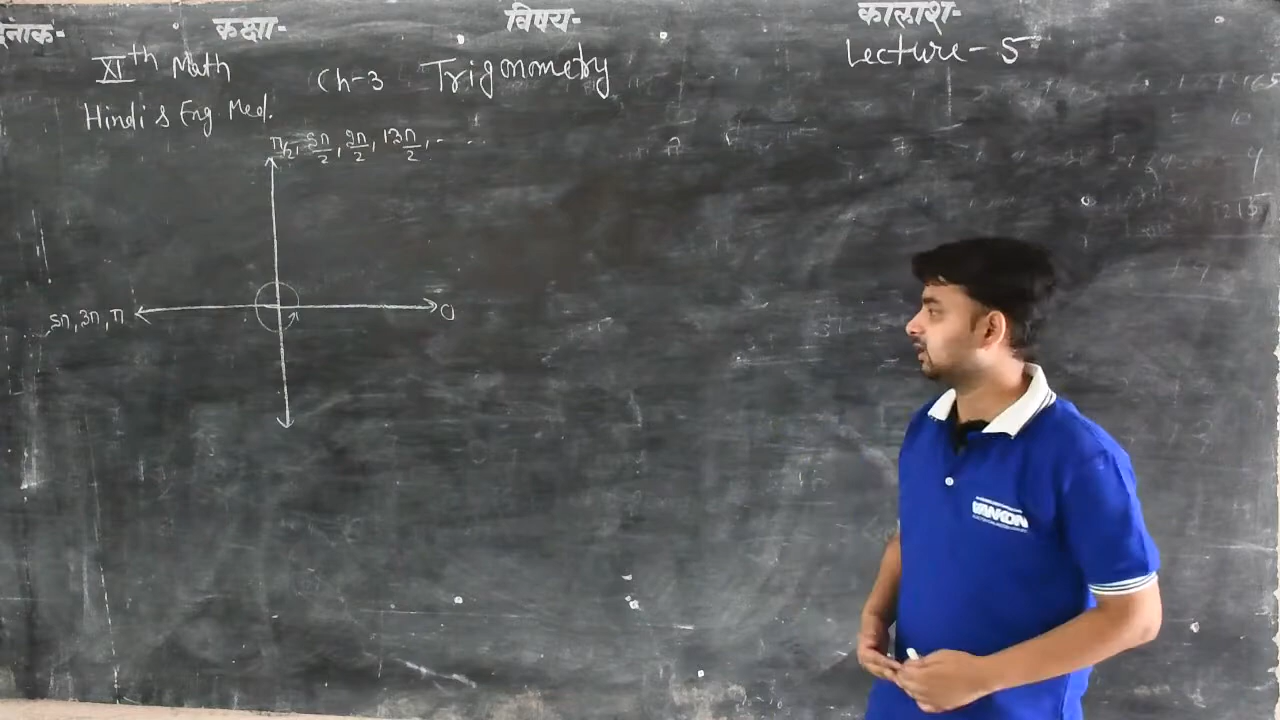 दिनाक:- कक्षा:- विषय:- कालाश:-
XIth Math Ch-3 Trigonometry Lecture-5
Hindi & Eng Med.
π/2, 5π/2, 9π/2, 13π/2, - - -
5π, 3π, π 0